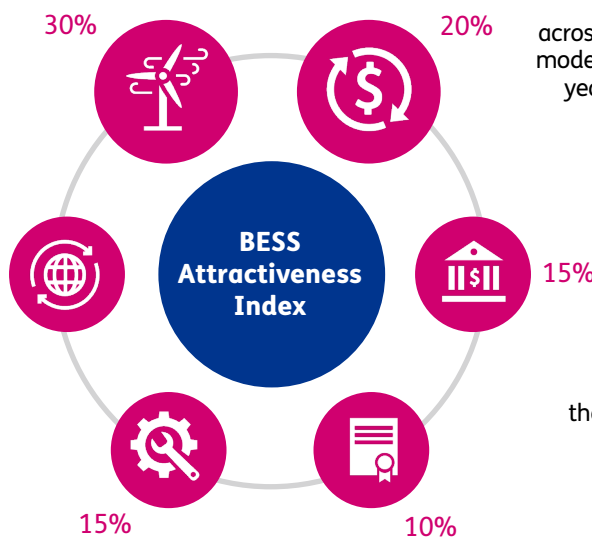 30%
20%
acros
mode
yea
BESS
Attractiveness
Index
$
15%
the
15%
10%